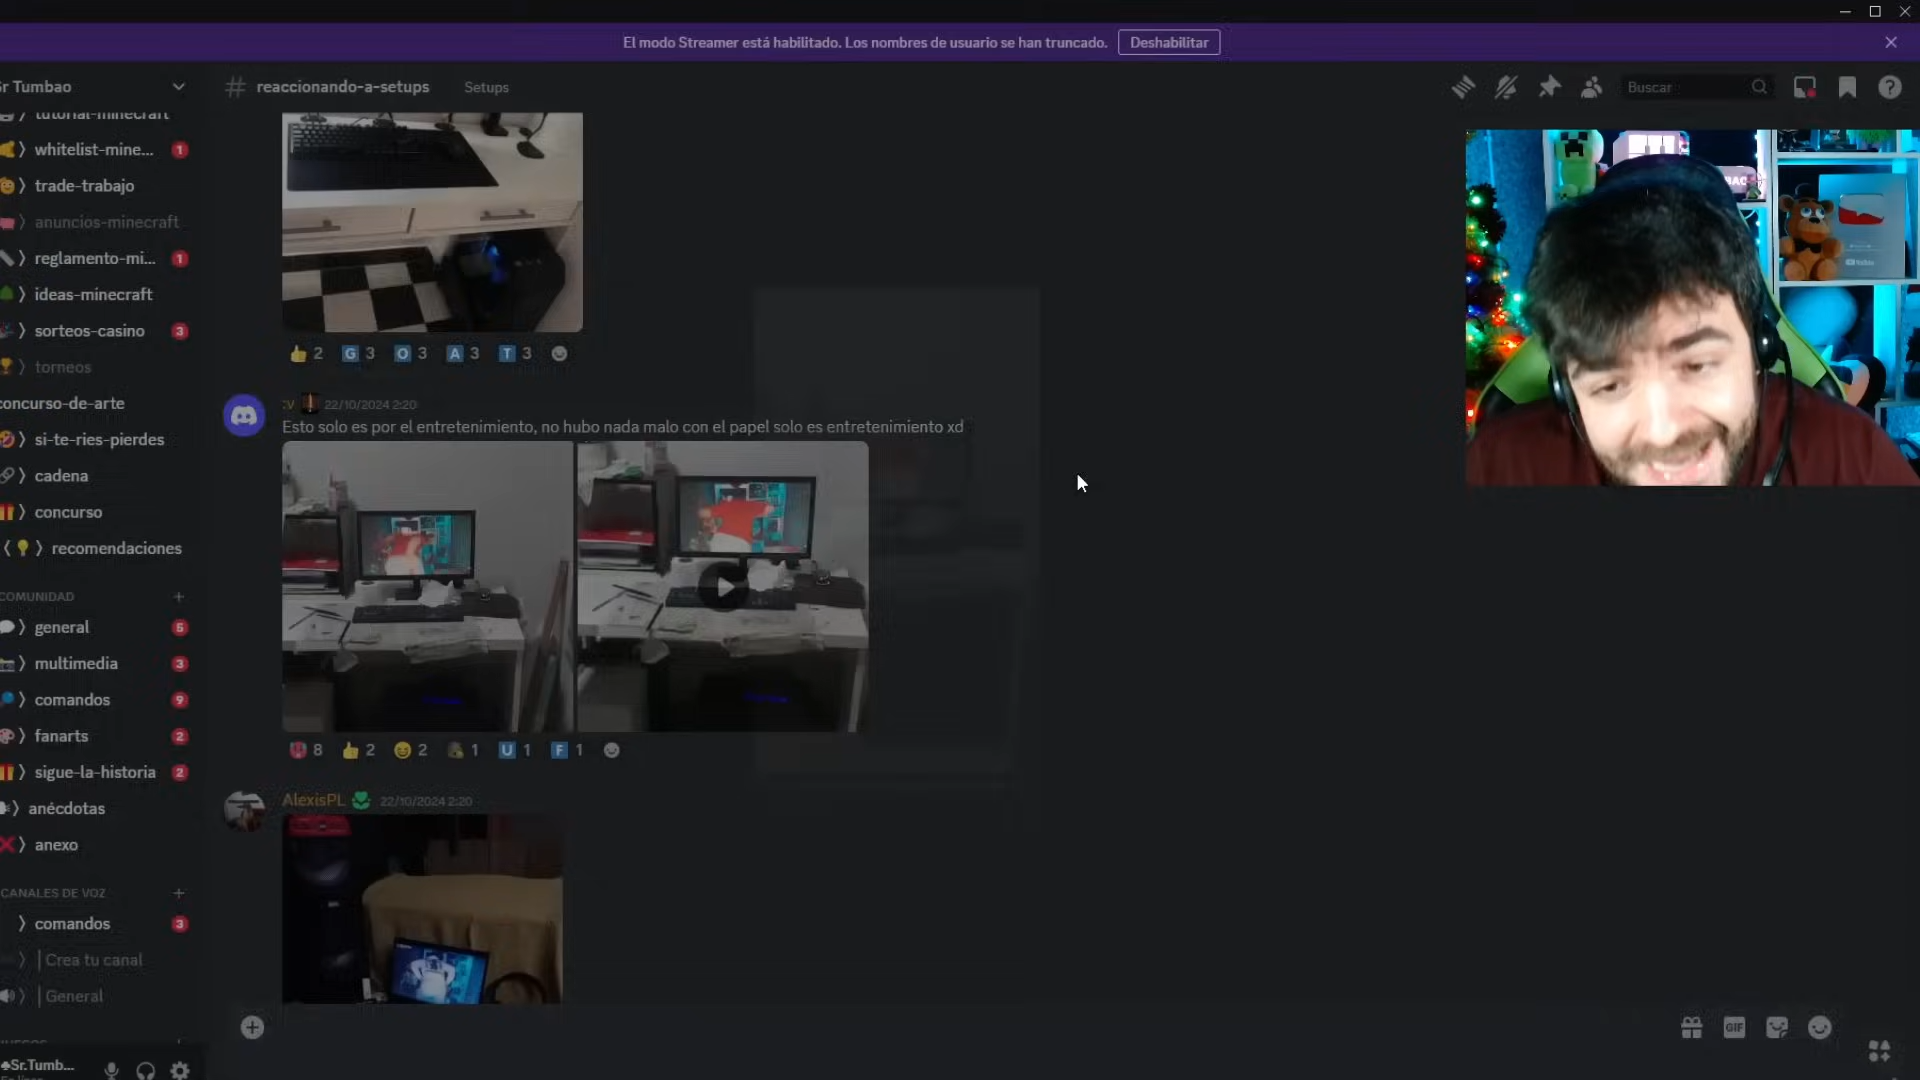 El modo Streamer está habilitado. Los nombres de usuario se han truncado.
Deshabilitar
Sr Tumbao
reaccionando-a-setups
Setups
Buscar
tutorial-minecraft
whitelist-mine...
1
trade-trabajo
anuncios-minecraft
reglamento-mi...
1
ideas-minecraft
sorteos-casino
3
torneos
concurso-de-arte
si-te-ries-pierdes
cadena
concurso
recomendaciones
COMUNIDAD
general
5
multimedia
3
comandos
9
fanarts
2
sigue-la-historia
2
anécdotas
anexo
CANALES DE VOZ
comandos
3
Crea tu canal
General
Sr.Tumb...
2 G 3 O 3 A 3 T 3
:v 22/10/2024 2:20
Esto solo es por el entretenimiento, no hubo nada malo con el papel solo es entretenimiento xd
8 2 2 1 U 1 F 1
AlexisPL 22/10/2024 2:20
GIF
YouTube